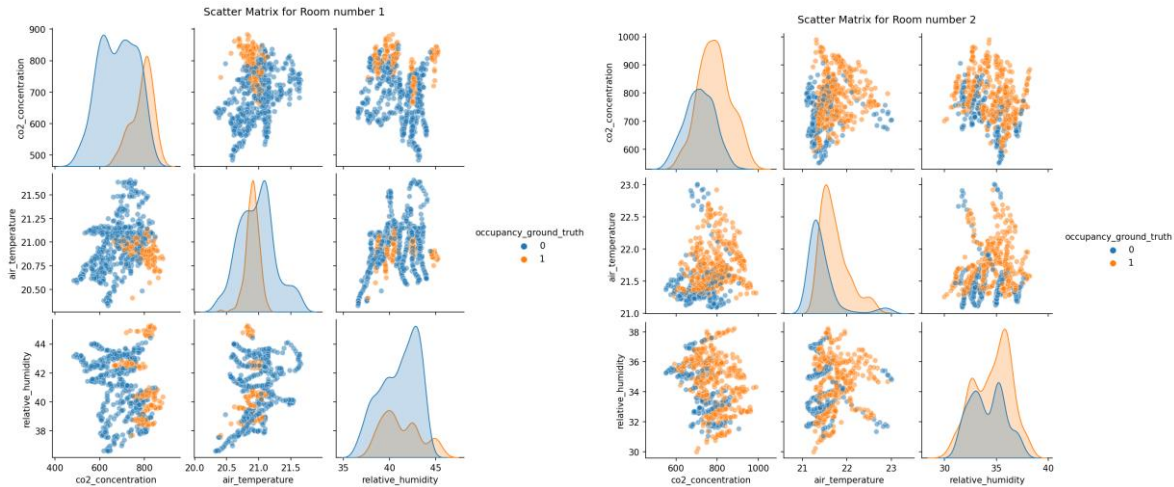 Scatter Matrix for Room number 1
900
800
700
600
500
co2_concentration
21.50
21.25
21.00
20.75
20.50
air_temperature
44
42
40
38
relative_humidity
400 600 800
co2_concentration
20.0 20.5 21.0 21.5
air_temperature
35 40 45
relative_humidity
occupancy_ground_truth
0
1
Scatter Matrix for Room number 2
1000
900
800
700
600
co2_concentration
23.0
22.5
22.0
21.5
21.0
air_temperature
38
36
34
32
30
relative_humidity
600 800 1000
co2_concentration
21 22 23
air_temperature
30 35 40
relative_humidity
occupancy_ground_truth
0
1